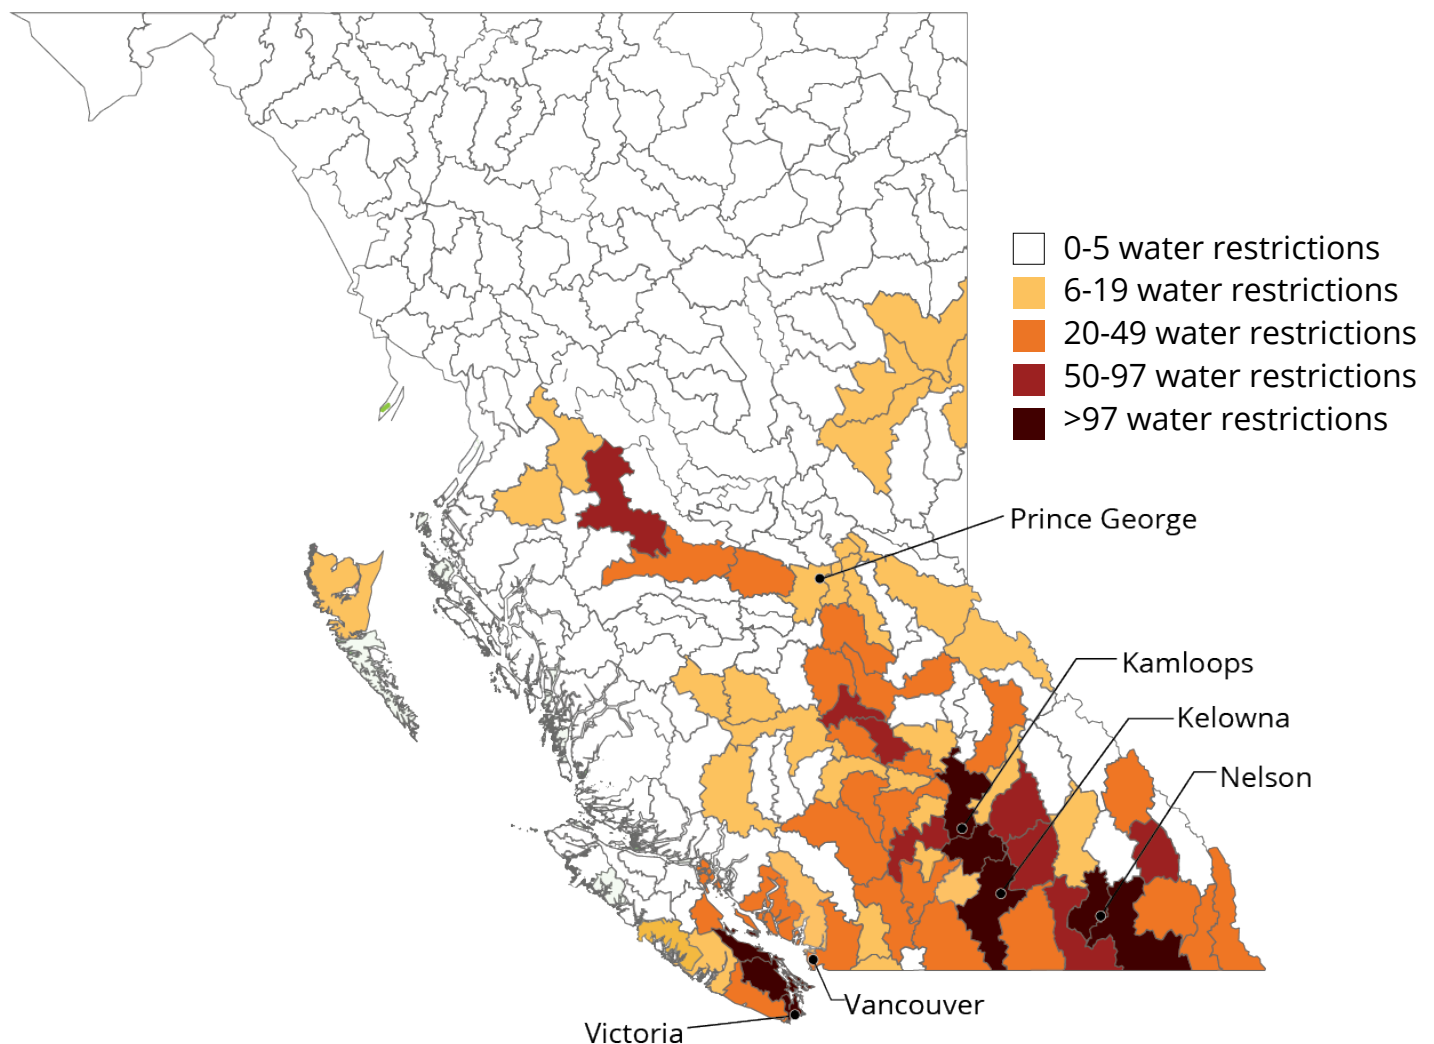 0-5 water restrictions
6-19 water restrictions
20-49 water restrictions
50-97 water restrictions
>97 water restrictions
Prince George
Kamloops
Kelowna
Nelson
Vancouver
Victoria